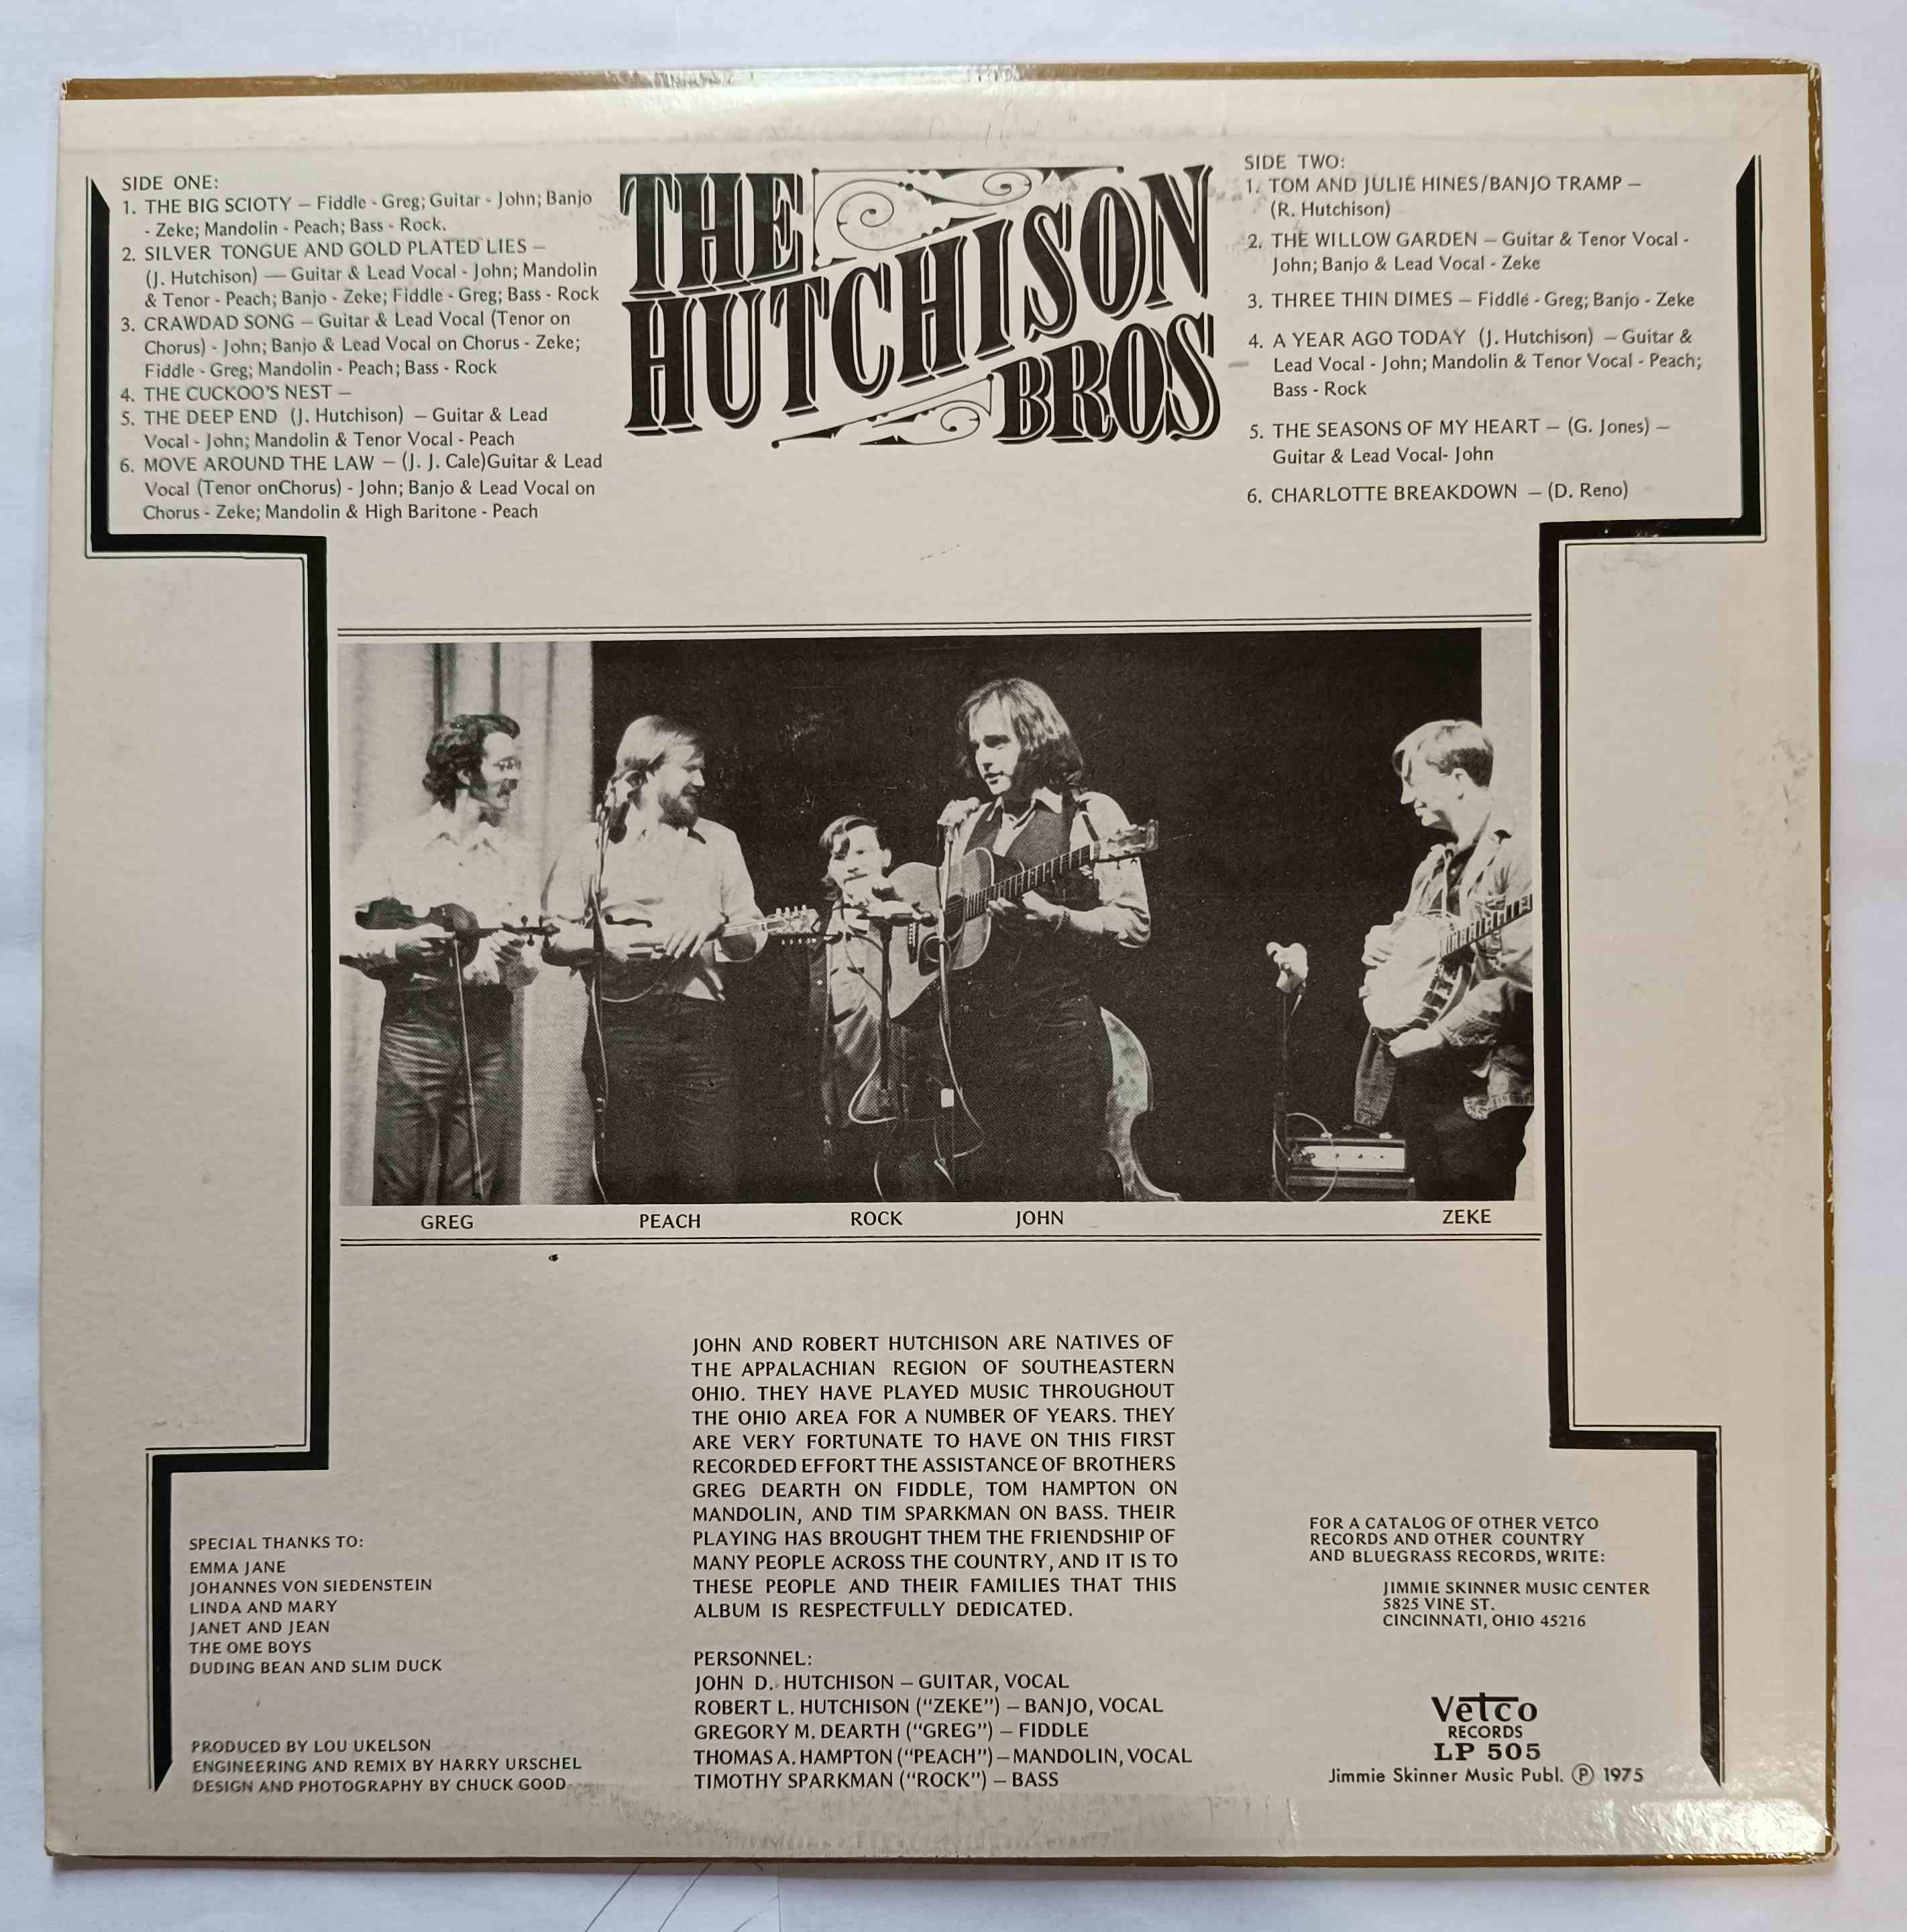 SIDE ONE:
1. THE BIG SCIOTY – Fiddle - Greg; Guitar - John; Banjo
- Zeke; Mandolin - Peach; Bass - Rock.
2. SILVER TONGUE AND GOLD PLATED LIES –
(J. Hutchison) — Guitar & Lead Vocal - John; Mandolin
& Tenor - Peach; Banjo - Zeke; Fiddle - Greg; Bass - Rock
3. CRAWDAD SONG – Guitar & Lead Vocal (Tenor on
Chorus) - John; Banjo & Lead Vocal on Chorus - Zeke;
Fiddle - Greg; Mandolin - Peach; Bass - Rock
4. THE CUCKOO'S NEST –
5. THE DEEP END (J. Hutchison) – Guitar & Lead
Vocal - John; Mandolin & Tenor Vocal - Peach
6. MOVE AROUND THE LAW – (J. J. Cale)Guitar & Lead
Vocal (Tenor onChorus) - John; Banjo & Lead Vocal on
Chorus - Zeke; Mandolin & High Baritone - Peach
THE
HUTCHISON
BROS
SIDE TWO:
1. TOM AND JULIE HINES/BANJO TRAMP –
(R. Hutchison)
2. THE WILLOW GARDEN – Guitar & Tenor Vocal -
John; Banjo & Lead Vocal - Zeke
3. THREE THIN DIMES – Fiddle - Greg; Banjo - Zeke
4. A YEAR AGO TODAY (J. Hutchison) – Guitar &
Lead Vocal - John; Mandolin & Tenor Vocal - Peach;
Bass - Rock
5. THE SEASONS OF MY HEART – (G. Jones) –
Guitar & Lead Vocal- John
6. CHARLOTTE BREAKDOWN – (D. Reno)
GREG PEACH ROCK JOHN ZEKE
JOHN AND ROBERT HUTCHISON ARE NATIVES OF
THE APPALACHIAN REGION OF SOUTHEASTERN
OHIO. THEY HAVE PLAYED MUSIC THROUGHOUT
THE OHIO AREA FOR A NUMBER OF YEARS. THEY
ARE VERY FORTUNATE TO HAVE ON THIS FIRST
RECORDED EFFORT THE ASSISTANCE OF BROTHERS
GREG DEARTH ON FIDDLE, TOM HAMPTON ON
MANDOLIN, AND TIM SPARKMAN ON BASS. THEIR
PLAYING HAS BROUGHT THEM THE FRIENDSHIP OF
MANY PEOPLE ACROSS THE COUNTRY, AND IT IS TO
THESE PEOPLE AND THEIR FAMILIES THAT THIS
ALBUM IS RESPECTFULLY DEDICATED.
PERSONNEL:
JOHN D. HUTCHISON – GUITAR, VOCAL
ROBERT L. HUTCHISON ("ZEKE") – BANJO, VOCAL
GREGORY M. DEARTH ("GREG") – FIDDLE
THOMAS A. HAMPTON ("PEACH") – MANDOLIN, VOCAL
TIMOTHY SPARKMAN ("ROCK") – BASS
SPECIAL THANKS TO:
EMMA JANE
JOHANNES VON SIEDENSTEIN
LINDA AND MARY
JANET AND JEAN
THE OME BOYS
DUDING BEAN AND SLIM DUCK
PRODUCED BY LOU UKELSON
ENGINEERING AND REMIX BY HARRY URSCHEL
DESIGN AND PHOTOGRAPHY BY CHUCK GOOD
FOR A CATALOG OF OTHER VETCO
RECORDS AND OTHER COUNTRY
AND BLUEGRASS RECORDS, WRITE:
JIMMIE SKINNER MUSIC CENTER
5825 VINE ST.
CINCINNATI, OHIO 45216
Vetco
RECORDS
LP 505
Jimmie Skinner Music Publ. Ⓟ 1975